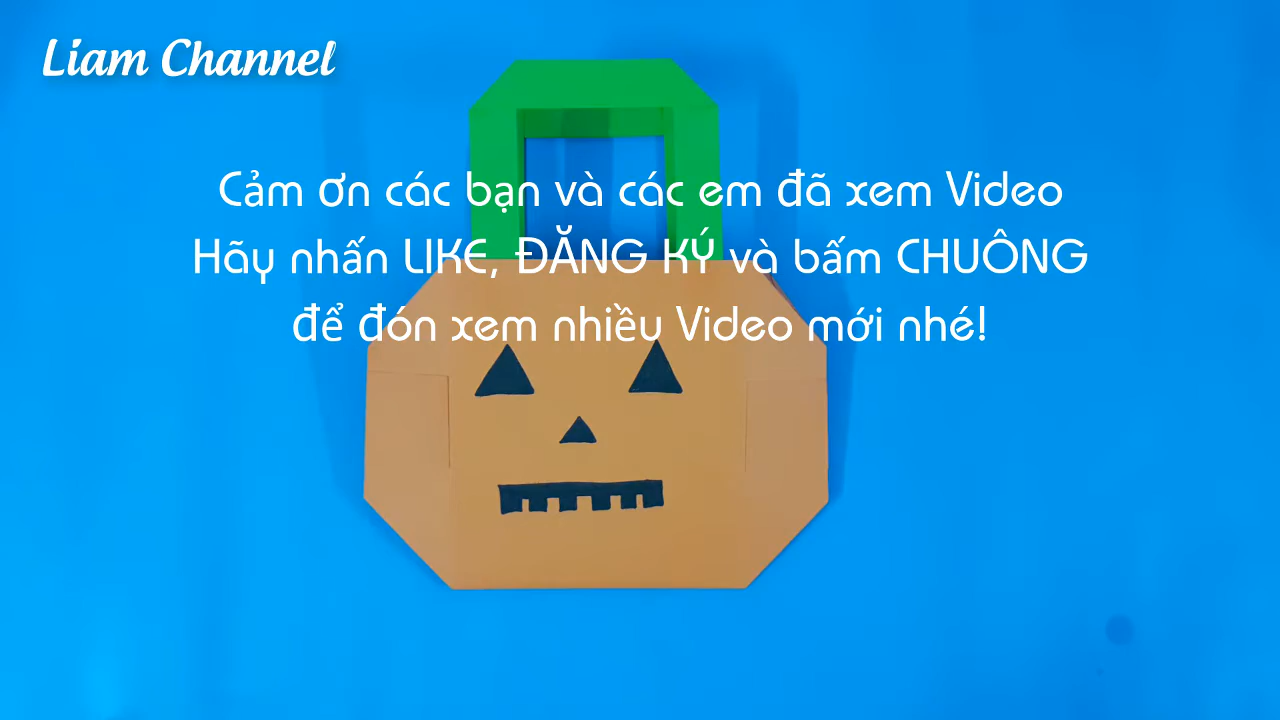 Liam Channel
Cảm ơn các bạn và các em đã xem Video
Hãy nhấn LIKE, ĐĂNG KÝ và bấm CHUÔNG
để đón xem nhiều Video mới nhé!